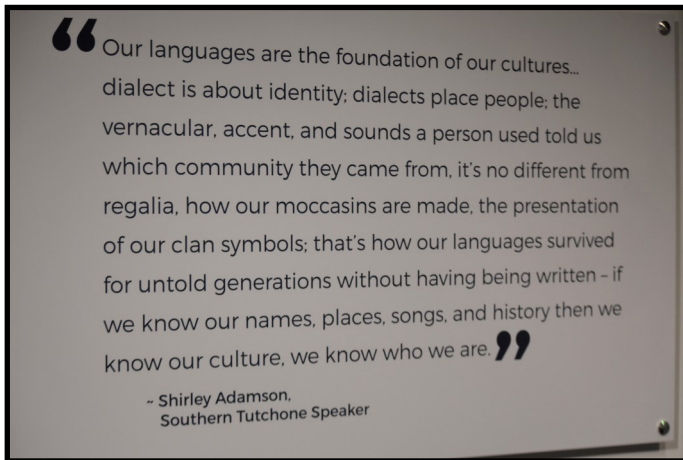 “Our languages are the foundation of our cultures...
dialect is about identity; dialects place people; the
vernacular, accent, and sounds a person used told us
which community they came from, it's no different from
regalia, how our moccasins are made, the presentation
of our clan symbols; that's how our languages survived
for untold generations without having being written – if
we know our names, places, songs, and history then we
know our culture, we know who we are.”
~ Shirley Adamson,
Southern Tutchone Speaker